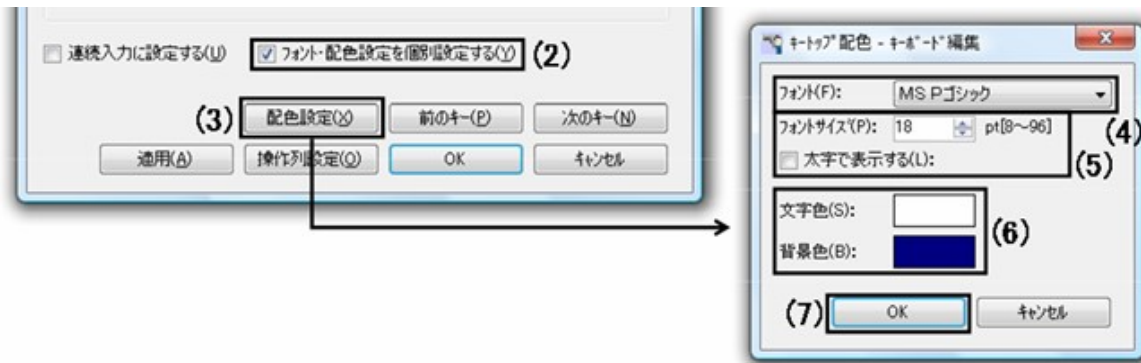 連続入力に設定する(U)
フォント・配色設定を個別設定する(Y)
(2)
(3)
配色設定(X)
前のキー(P)
次のキー(N)
適用(A)
操作列設定(O)
OK
キャンセル
キートップ配色 - キーボード編集
フォント(F):
MS Pゴシック
(4)
フォントサイズ(P):
18
pt[8~96]
太字で表示する(L):
(5)
文字色(S):
(6)
背景色(B):
(7)
OK
キャンセル